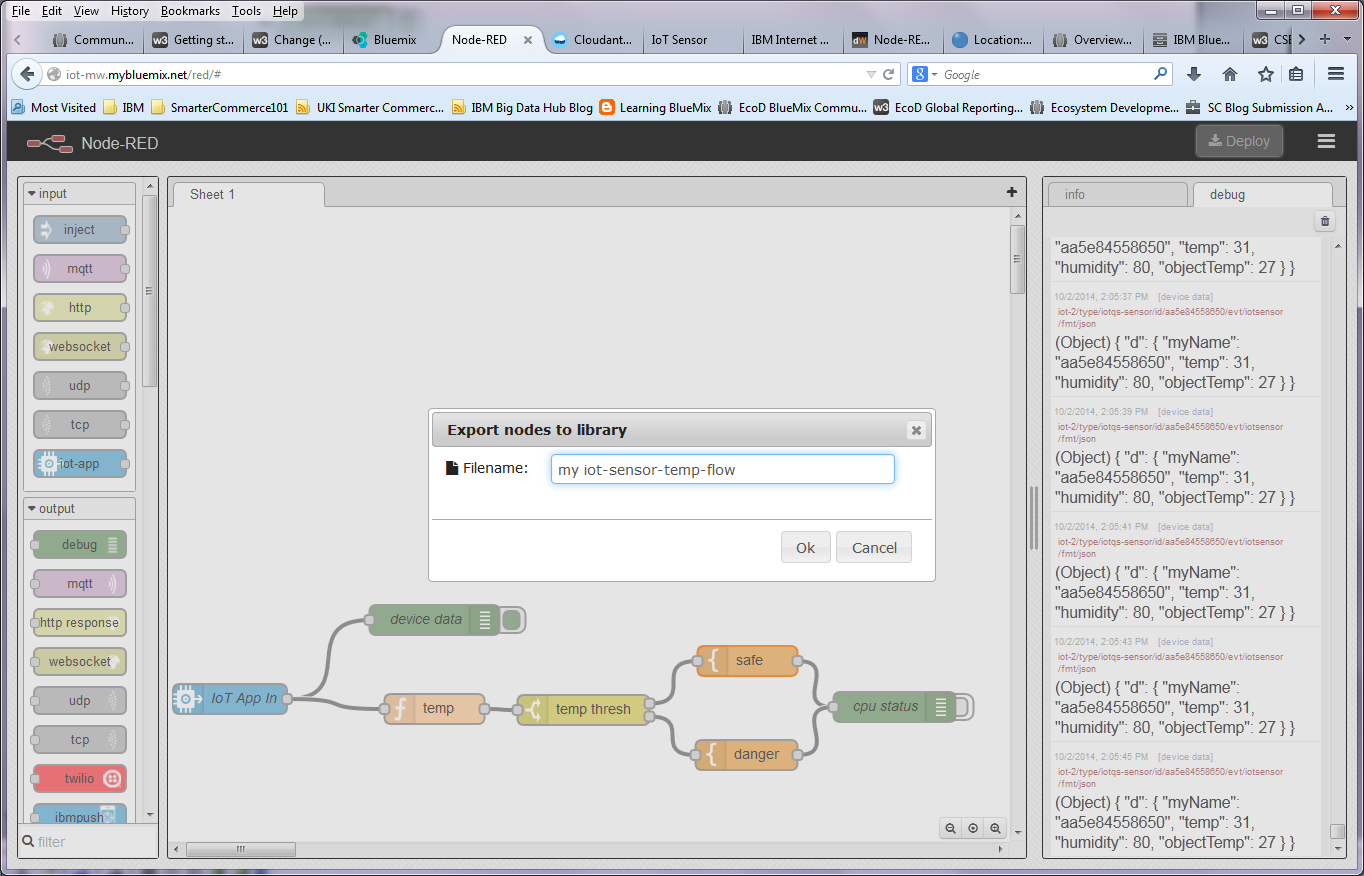 File Edit View History Bookmarks Tools Help
Commun... Getting st... Change (... Bluemix Node-RED Cloudant... IoT Sensor IBM Internet ... Node-RE... Location:... Overview... IBM Blue... CSE
iot-mw.mybluemix.net/red/# Google
Most Visited IBM SmarterCommerce101 UKI Smarter Commerc... IBM Big Data Hub Blog Learning BlueMix EcoD BlueMix Commu... EcoD Global Reporting... Ecosystem Developme... SC Blog Submission A... »
Node-RED Deploy
input
inject
mqtt
http
websocket
udp
tcp
iot-app
output
debug
mqtt
http response
websocket
udp
tcp
twilio
ibmpush
filter
Sheet 1
Export nodes to library
Filename: my iot-sensor-temp-flow
Ok Cancel
device data
IoT App In
temp
temp thresh
safe
danger
cpu status
info debug
"aa5e84558650", "temp": 31,
"humidity": 80, "objectTemp": 27 } }
10/2/2014, 2:05:37 PM [device data]
iot-2/type/iotqs-sensor/id/aa5e84558650/evt/iotsensor
/fmt/json
(Object) { "d": { "myName":
"aa5e84558650", "temp": 31,
"humidity": 80, "objectTemp": 27 } }
10/2/2014, 2:05:39 PM [device data]
iot-2/type/iotqs-sensor/id/aa5e84558650/evt/iotsensor
/fmt/json
(Object) { "d": { "myName":
"aa5e84558650", "temp": 31,
"humidity": 80, "objectTemp": 27 } }
10/2/2014, 2:05:41 PM [device data]
iot-2/type/iotqs-sensor/id/aa5e84558650/evt/iotsensor
/fmt/json
(Object) { "d": { "myName":
"aa5e84558650", "temp": 31,
"humidity": 80, "objectTemp": 27 } }
10/2/2014, 2:05:43 PM [device data]
iot-2/type/iotqs-sensor/id/aa5e84558650/evt/iotsensor
/fmt/json
(Object) { "d": { "myName":
"aa5e84558650", "temp": 31,
"humidity": 80, "objectTemp": 27 } }
10/2/2014, 2:05:45 PM [device data]
iot-2/type/iotqs-sensor/id/aa5e84558650/evt/iotsensor
/fmt/json
(Object) { "d": { "myName":
"aa5e84558650", "temp": 31,
"humidity": 80, "objectTemp": 27 } }